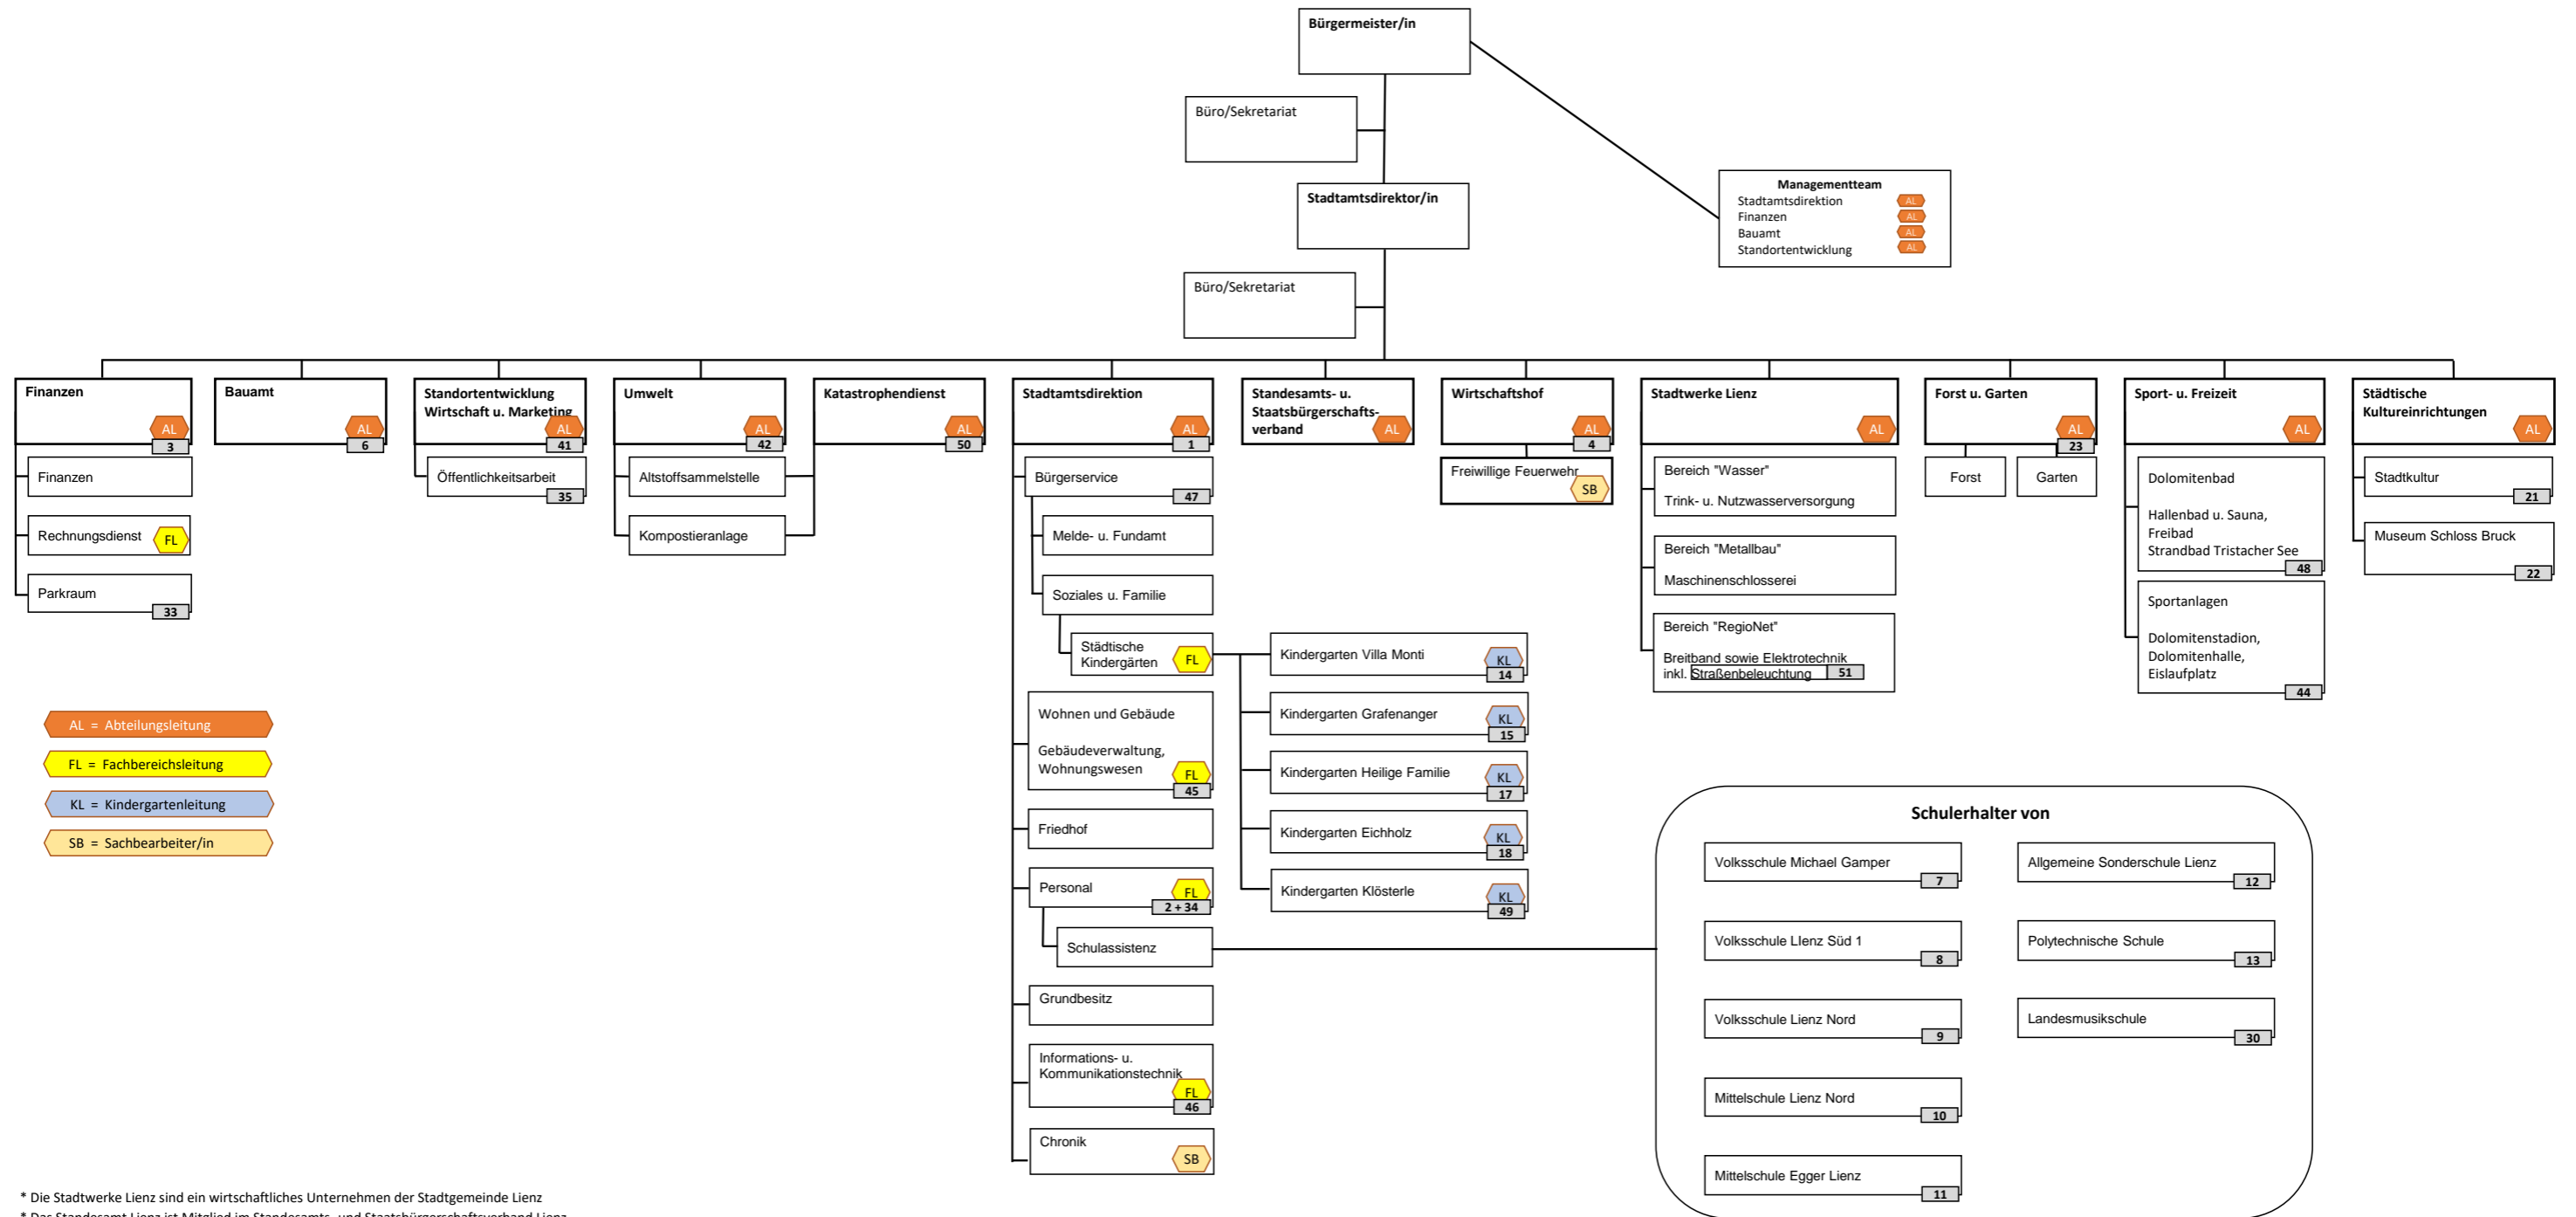 Bürgermeister/in
Büro/Sekretariat
Stadtamtsdirektor/in
Managementteam
Stadtamtsdirektion AL
Finanzen AL
Bauamt AL
Standortentwicklung AL
Büro/Sekretariat
Finanzen
AL
3
Finanzen
Rechnungsdienst FL
Parkraum
33
Bauamt
AL
6
Standortentwicklung
Wirtschaft u. Marketing
AL
41
Öffentlichkeitsarbeit
35
Umwelt
AL
42
Altstoffsammelstelle
Kompostieranlage
Katastrophendienst
AL
50
Stadtamtsdirektion
AL
1
Bürgerservice
47
Melde- u. Fundamt
Soziales u. Familie
Städtische
Kindergärten
FL
Kindergarten Villa Monti
KL
14
Kindergarten Grafenanger
KL
15
Kindergarten Heilige Familie
KL
17
Kindergarten Eichholz
KL
18
Kindergarten Klösterle
KL
49
Wohnen und Gebäude
Gebäudeverwaltung,
Wohnungswesen
FL
45
Friedhof
Personal
FL
2 + 34
Schulassistenz
Grundbesitz
Informations- u.
Kommunikationstechnik
FL
46
Chronik
SB
Standesamts- u.
Staatsbürgerschafts-
verband
AL
Wirtschaftshof
AL
4
Freiwillige Feuerwehr
SB
Stadtwerke Lienz
AL
Bereich "Wasser"
Trink- u. Nutzwasserversorgung
Bereich "Metallbau"
Maschinenschlosserei
Bereich "RegioNet"
Breitband sowie Elektrotechnik
inkl. Straßenbeleuchtung 51
Forst u. Garten
AL
23
Forst
Garten
Sport- u. Freizeit
AL
Dolomitenbad
Hallenbad u. Sauna,
Freibad
Strandbad Tristacher See
48
Sportanlagen
Dolomitenstadion,
Dolomitenhalle,
Eislaufplatz
44
Städtische
Kultureinrichtungen
AL
Stadtkultur
21
Museum Schloss Bruck
22
AL = Abteilungsleitung
FL = Fachbereichsleitung
KL = Kindergartenleitung
SB = Sachbearbeiter/in
Schulerhalter von
Volksschule Michael Gamper
7
Volksschule LIenz Süd 1
8
Volksschule Lienz Nord
9
Mittelschule Lienz Nord
10
Mittelschule Egger Lienz
11
Allgemeine Sonderschule Lienz
12
Polytechnische Schule
13
Landesmusikschule
30
* Die Stadtwerke Lienz sind ein wirtschaftliches Unternehmen der Stadtgemeinde Lienz
* Das Standesamt Lienz ist Mitglied im Standesamts- und Staatsbürgerschaftsverband Lienz